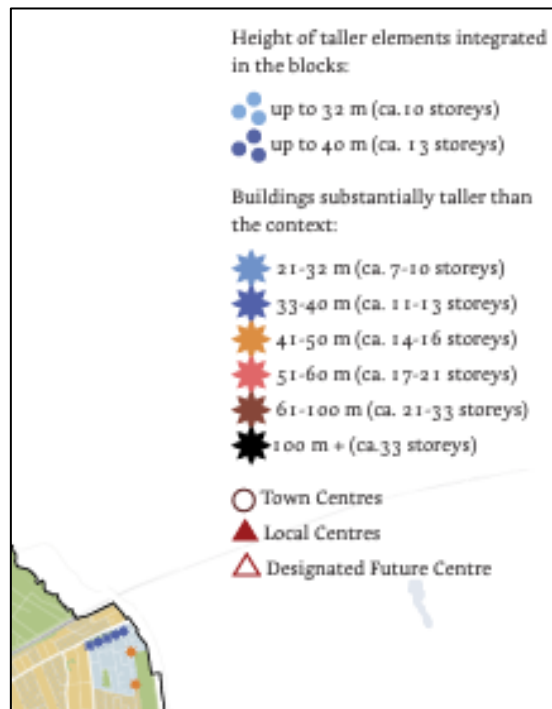 Height of taller elements integrated
in the blocks:
up to 32 m (ca.10 storeys)
up to 40 m (ca. 13 storeys)
Buildings substantially taller than
the context:
21-32 m (ca. 7-10 storeys)
33-40 m (ca. 11-13 storeys)
41-50 m (ca. 14-16 storeys)
51-60 m (ca. 17-21 storeys)
61-100 m (ca. 21-33 storeys)
100 m + (ca.33 storeys)
Town Centres
Local Centres
Designated Future Centre